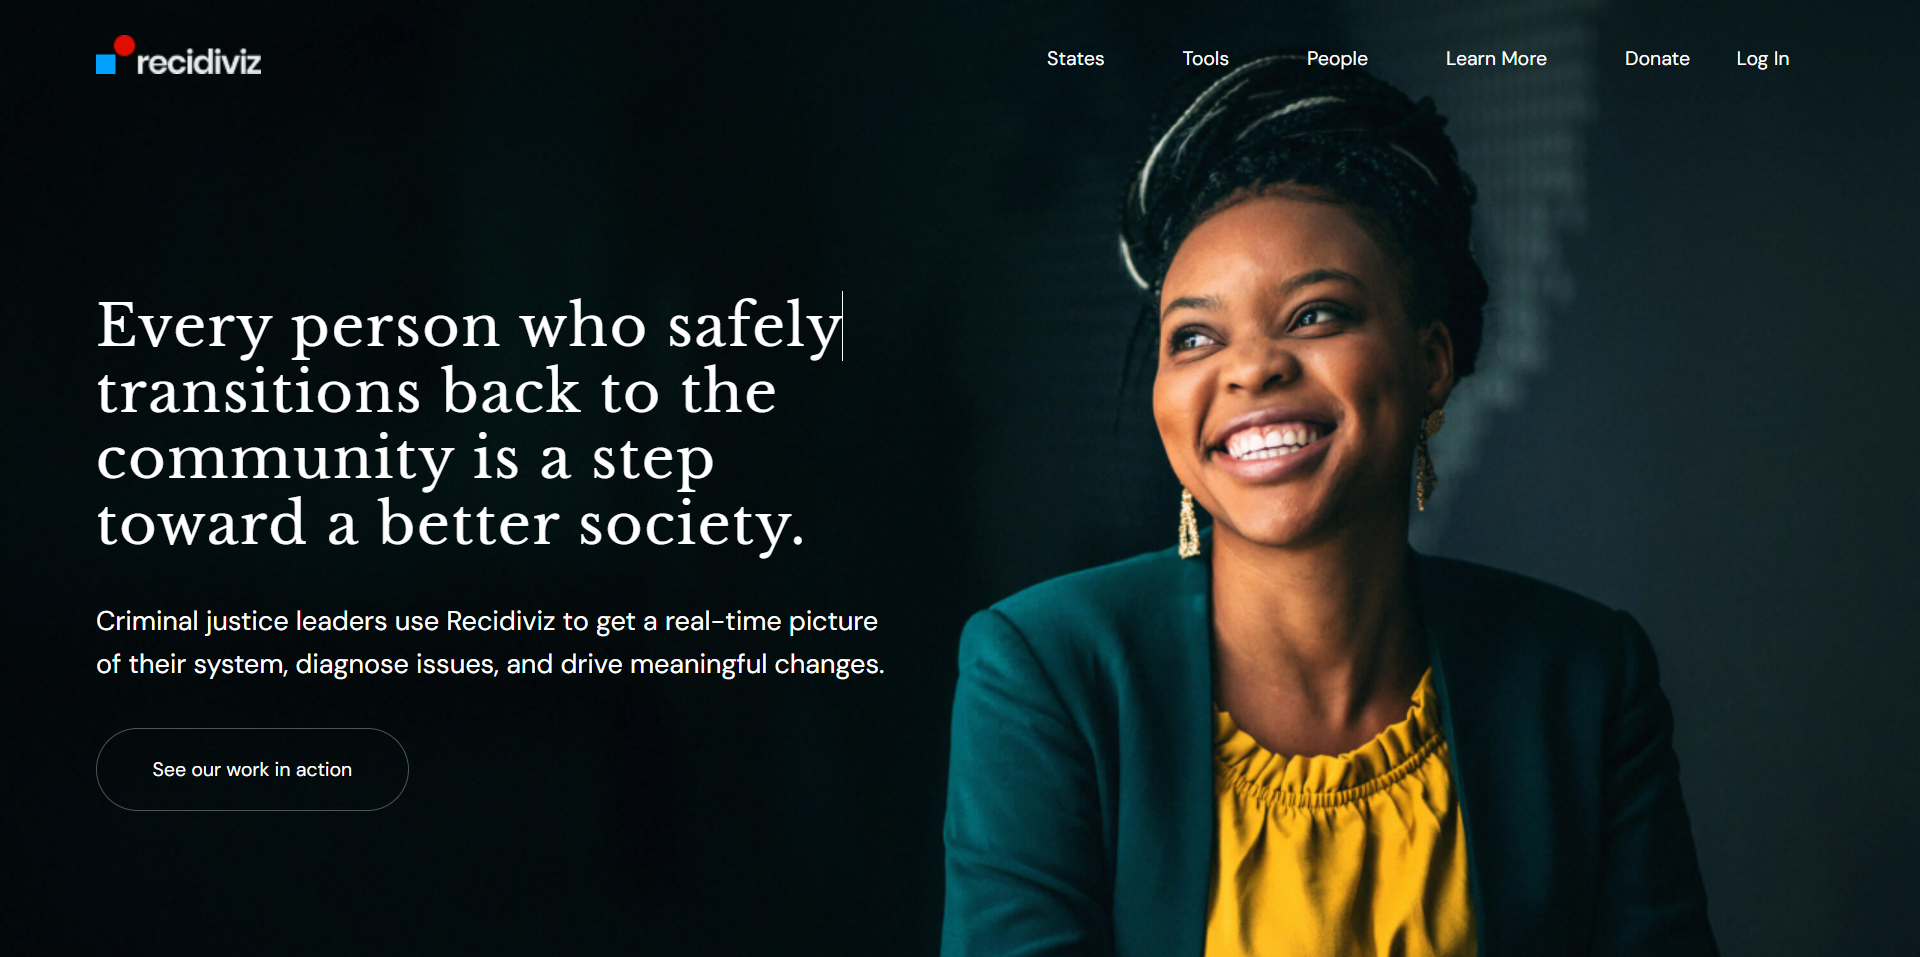 recidiviz
States
Tools
People
Learn More
Donate
Log In
Every person who safely
transitions back to the
community is a step
toward a better society.
Criminal justice leaders use Recidiviz to get a real-time picture
of their system, diagnose issues, and drive meaningful changes.
See our work in action